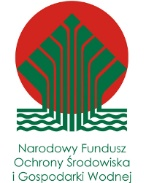 Narodowy Fundusz
Ochrony Środowiska
i Gospodarki Wodnej